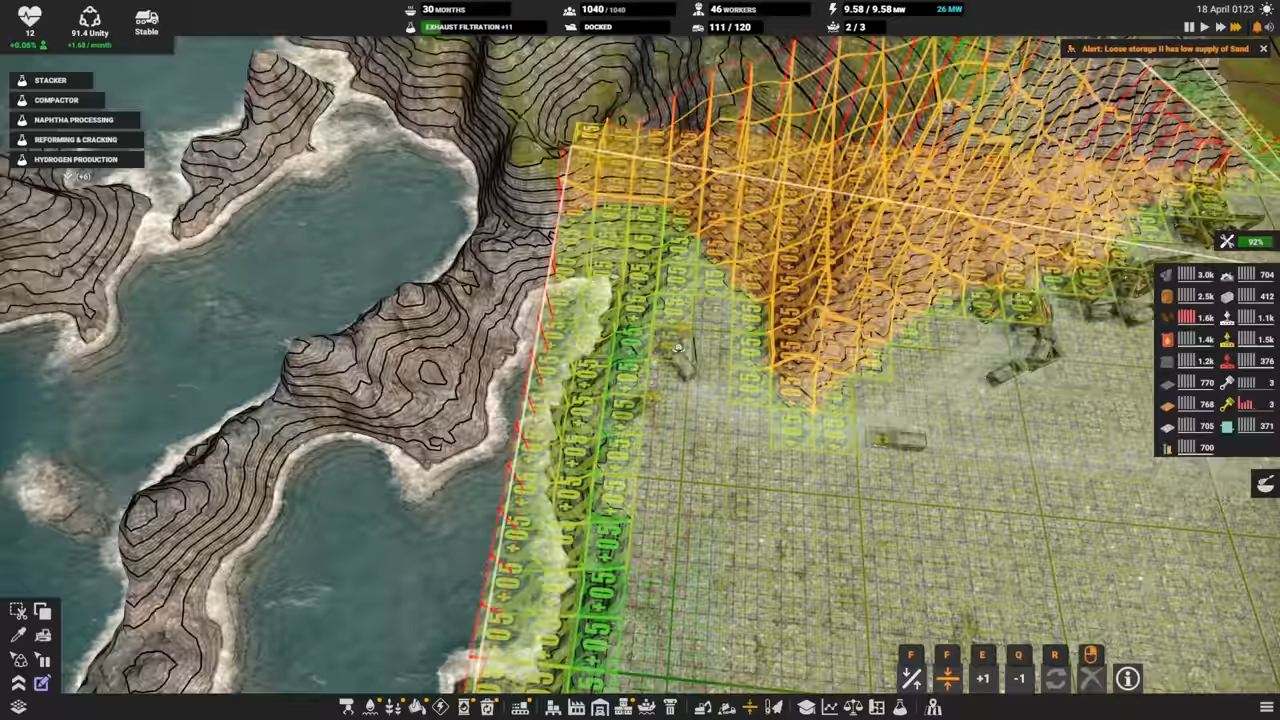 12
+0.06%
91.4 Unity
+1.68 / month
Stable
30 MONTHS
EXHAUST FILTRATION +11
1040 / 1040
DOCKED
46 WORKERS
111 / 120
9.58 / 9.58 MW
26 MW
2 / 3
18 April 0123
Alert: Loose storage II has low supply of Sand
STACKER
COMPACTOR
NAPHTHA PROCESSING
REFORMING & CRACKING
HYDROGEN PRODUCTION
(+6)
92%
3.0k 704
2.5k 412
1.6k 1.1k
1.4k 1.5k
1.2k 376
770 3
768 3
705 371
700
F F E Q R
+1 -1